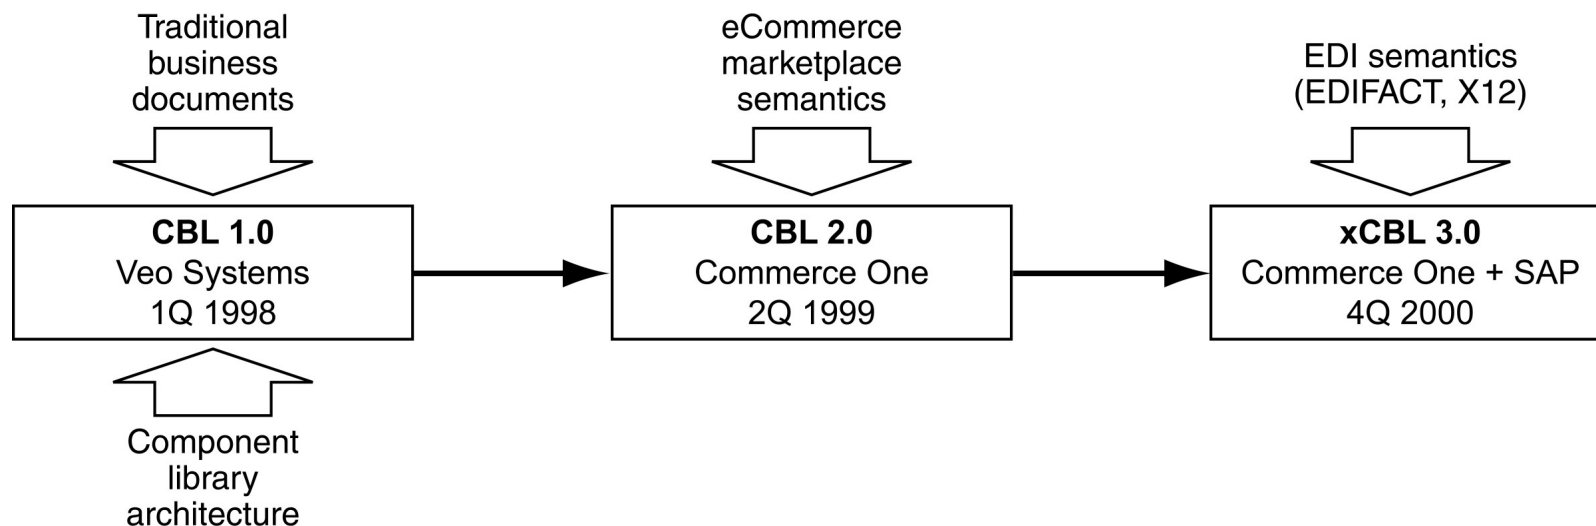 Traditional
business
documents
eCommerce
marketplace
semantics
EDI semantics
(EDIFACT, X12)
CBL 1.0
Veo Systems
1Q 1998
CBL 2.0
Commerce One
2Q 1999
xCBL 3.0
Commerce One + SAP
4Q 2000
Component
library
architecture